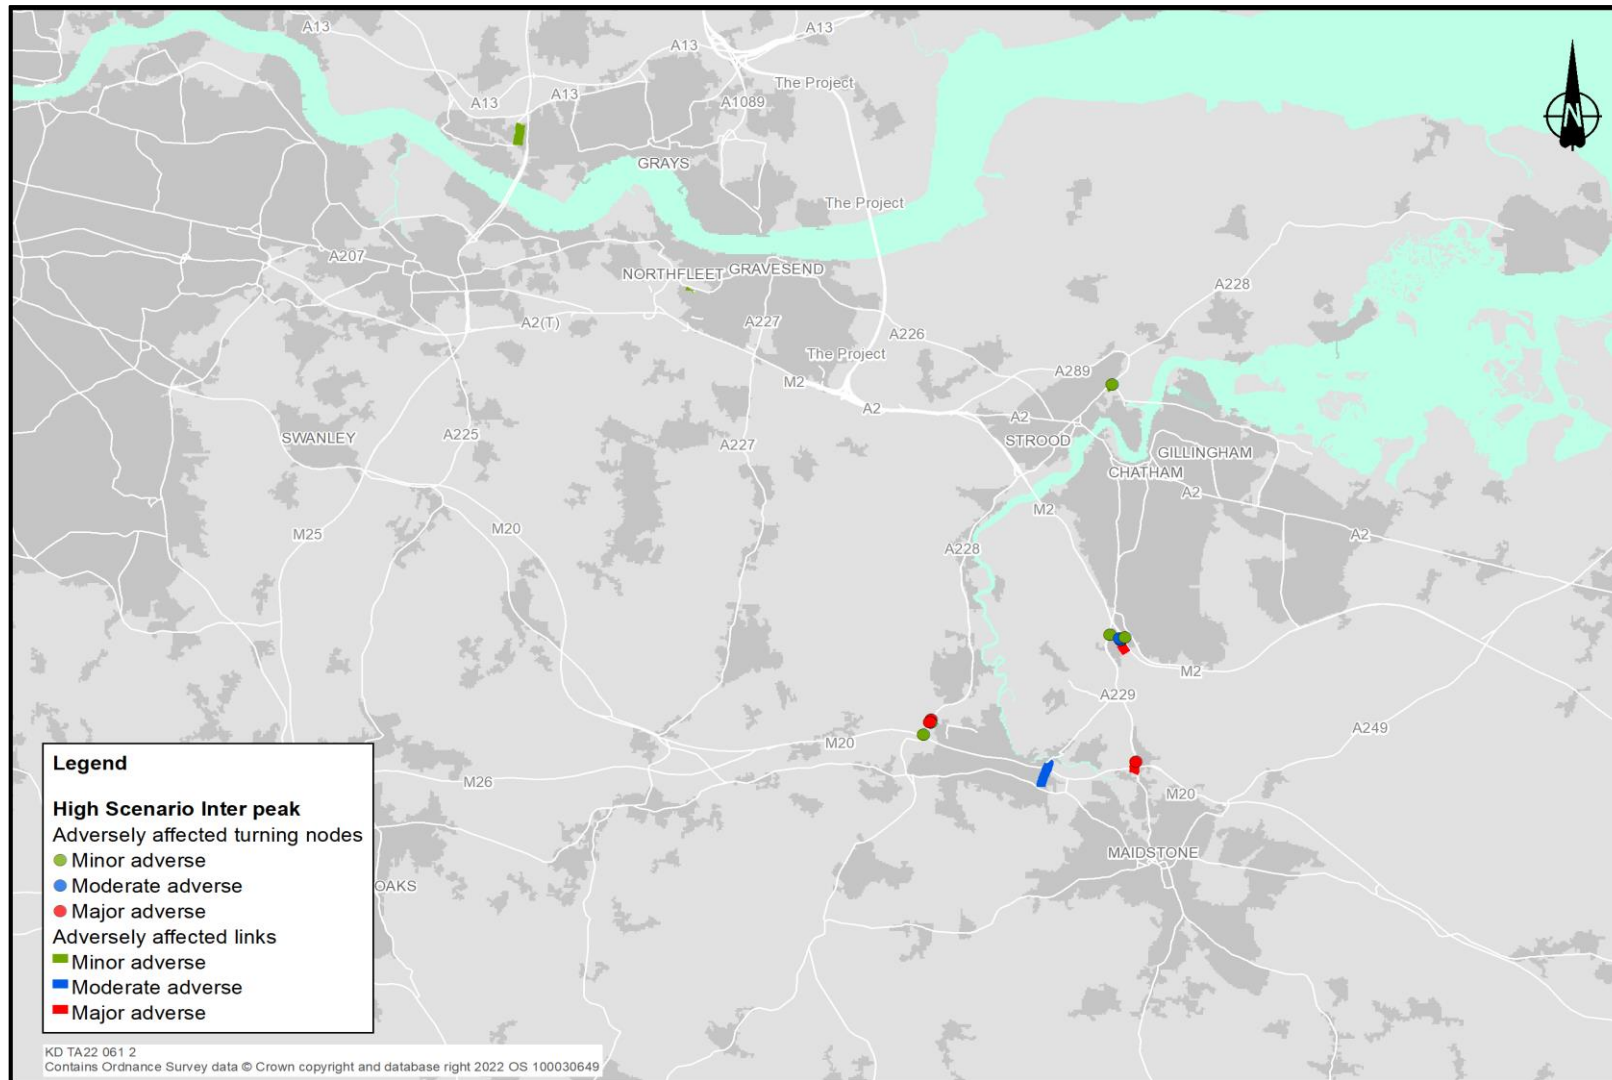 A13
A13
A13
The Project
A13
A13
A1089
GRAYS
The Project
A207
NORTHFLEET
GRAVESEND
A228
A2(T)
A227
A226
The Project
A289
M2
A2
A2
SWANLEY
A225
A227
STROOD
GILLINGHAM
CHATHAM
A2
M2
M25
M20
A228
A2
M2
A229
A249
M20
M26
M20
MAIDSTONE
OAKS
Legend
High Scenario Inter peak
Adversely affected turning nodes
Minor adverse
Moderate adverse
Major adverse
Adversely affected links
Minor adverse
Moderate adverse
Major adverse
KD TA22 061 2
Contains Ordnance Survey data © Crown copyright and database right 2022 OS 100030649
N